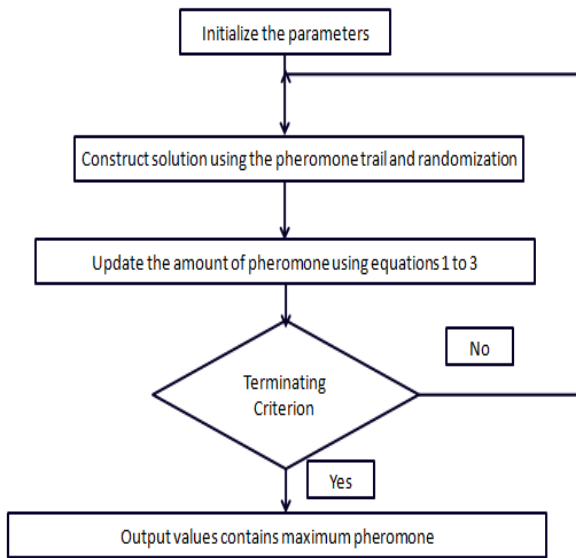 Initialize the parameters
Construct solution using the pheromone trail and randomization
Update the amount of pheromone using equations 1 to 3
No
Terminating
Criterion
Yes
Output values contains maximum pheromone